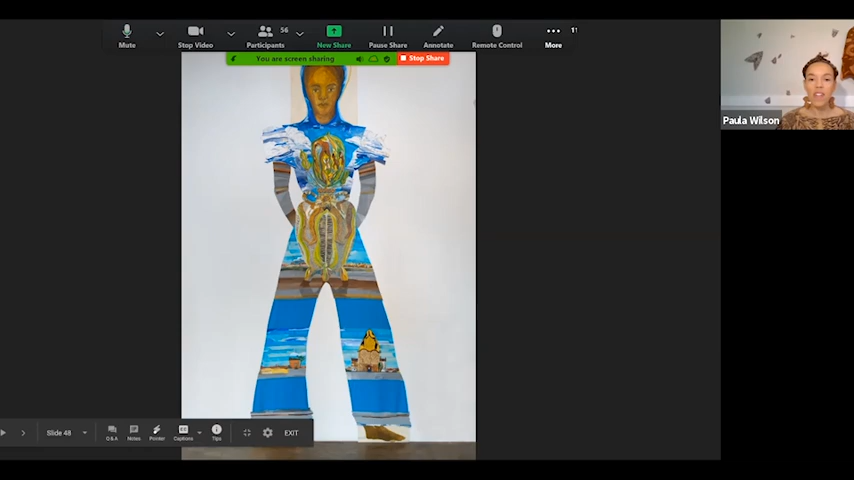 56
Mute
Stop Video
Participants
New Share
Pause Share
Annotate
Remote Control
More
You are screen sharing
Stop Share
Paula Wilson
Slide 48
Q&A
Notes
Pointer
Captions
Tips
EXIT